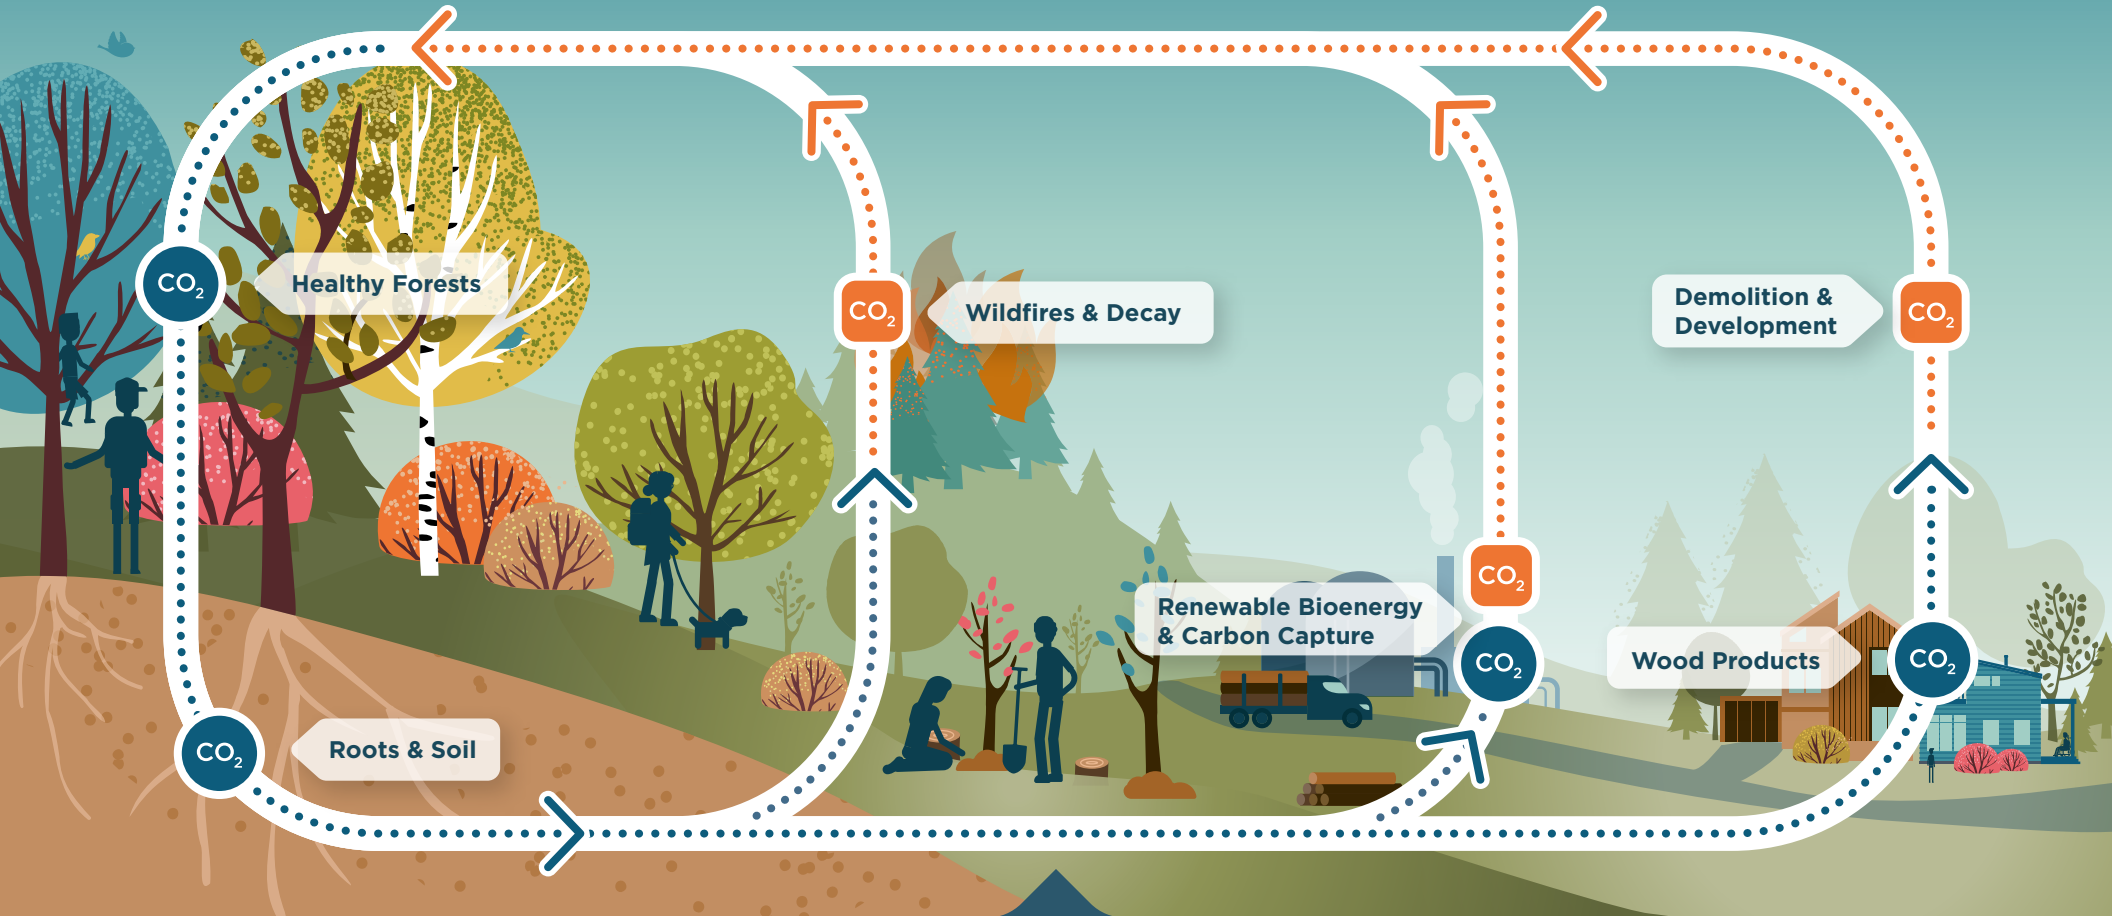 CO₂
Healthy Forests
CO₂
Wildfires & Decay
Demolition &
Development
CO₂
CO₂
Renewable Bioenergy
& Carbon Capture
CO₂
Wood Products
CO₂
CO₂
Roots & Soil